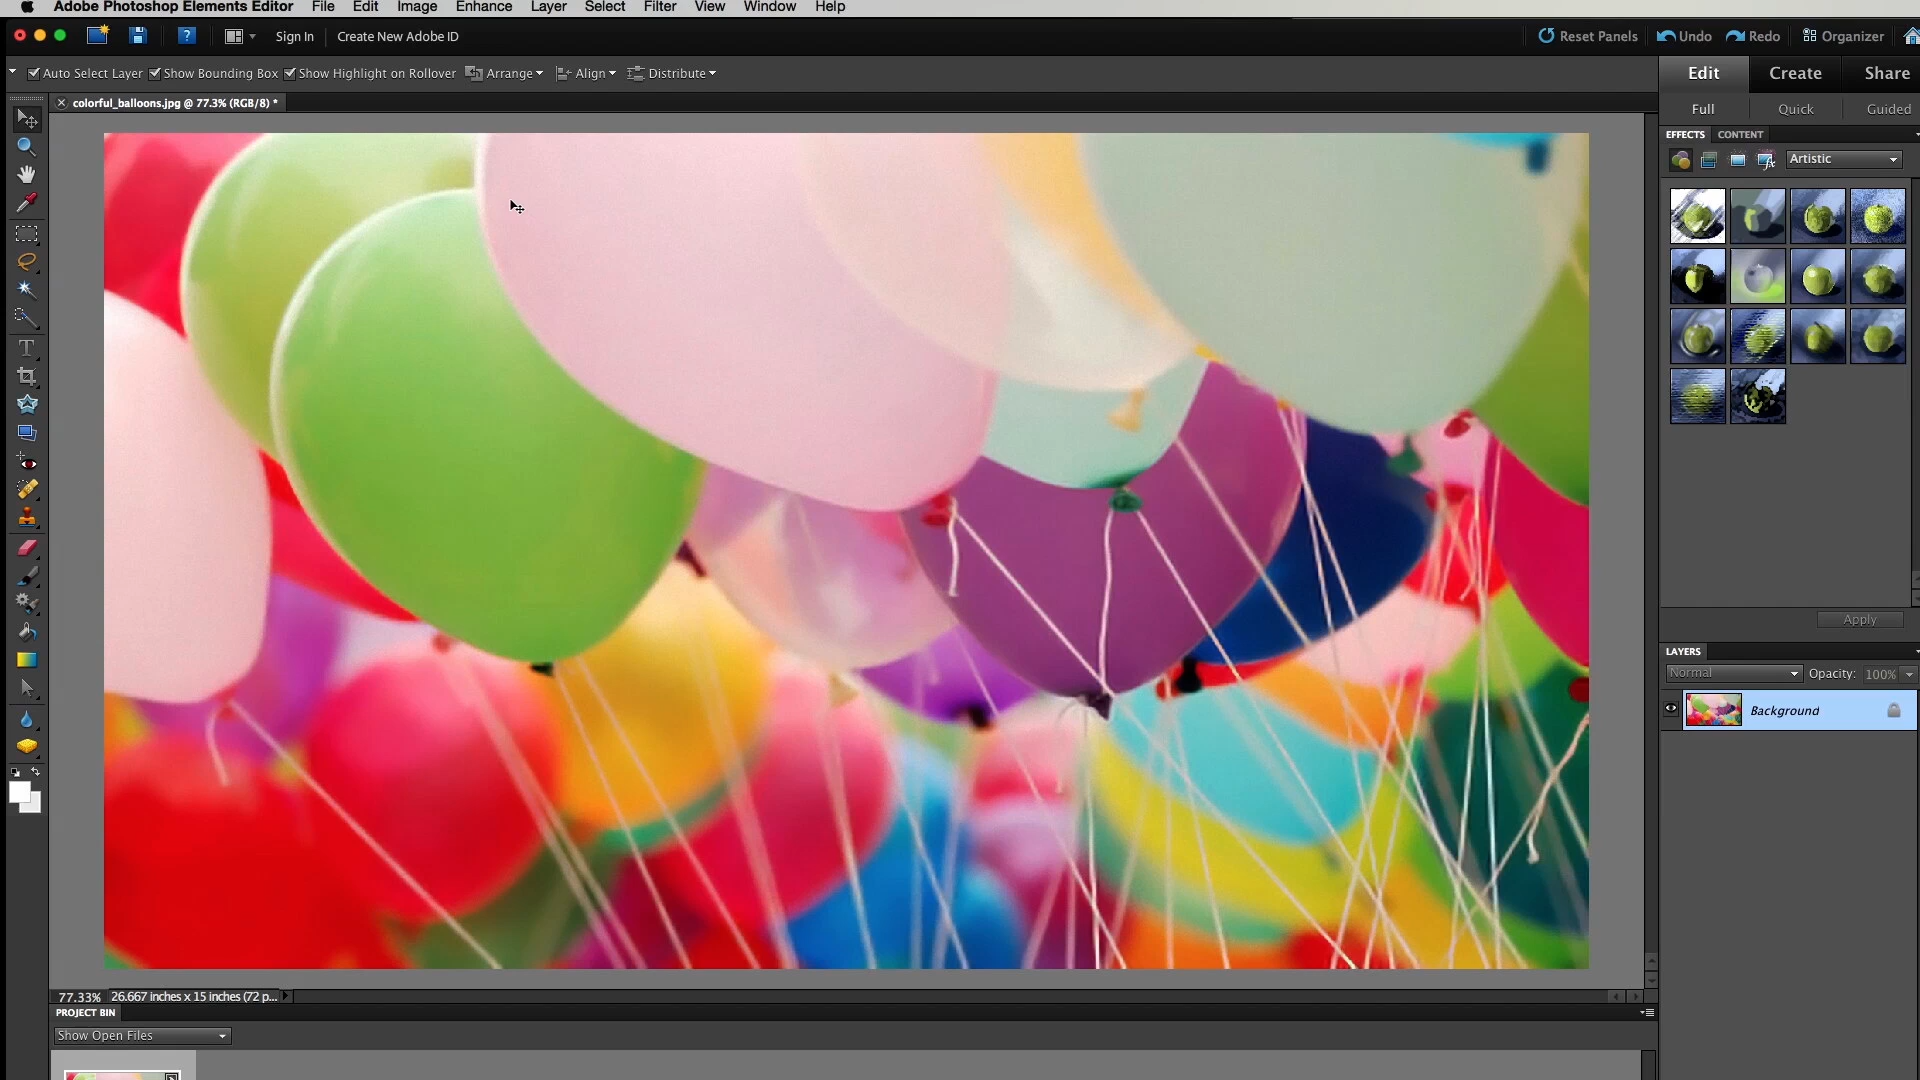 Adobe Photoshop Elements Editor File Edit Image Enhance Layer Select Filter View Window Help
Sign In Create New Adobe ID Reset Panels Undo Redo Organizer
Auto Select Layer Show Bounding Box Show Highlight on Rollover Arrange Align Distribute
Edit Create Share
colorful_balloons.jpg @ 77.3% (RGB/8) *
Full Quick Guided
EFFECTS CONTENT
Artistic
Apply
LAYERS
Normal Opacity: 100%
Background
77.33% 26.667 inches x 15 inches (72 p...
PROJECT BIN
Show Open Files